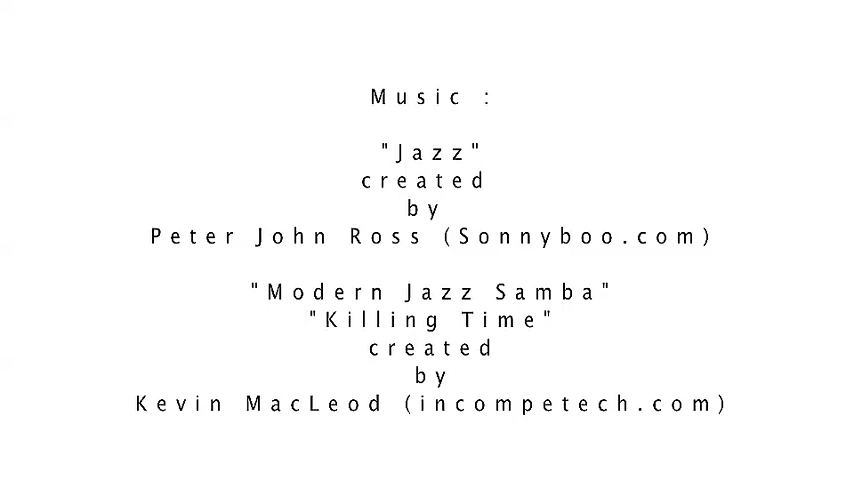 Music :
"Jazz"
created
by
Peter John Ross (Sonnyboo.com)
"Modern Jazz Samba"
"Killing Time"
created
by
Kevin MacLeod (incompetech.com)